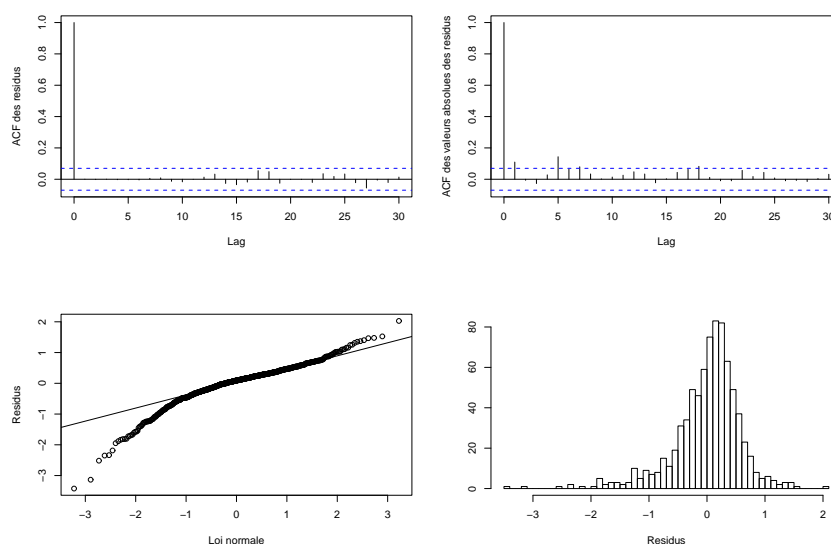 ACF des residus
1.0
0.8
0.6
0.4
0.2
0.0
0 5 10 15 20 25 30
Lag
ACF des valeurs absolues des residus
1.0
0.8
0.6
0.4
0.2
0.0
0 5 10 15 20 25 30
Lag
Residus
2
1
0
−1
−2
−3
−3 −2 −1 0 1 2 3
Loi normale
80
60
40
20
0
−3 −2 −1 0 1 2
Residus